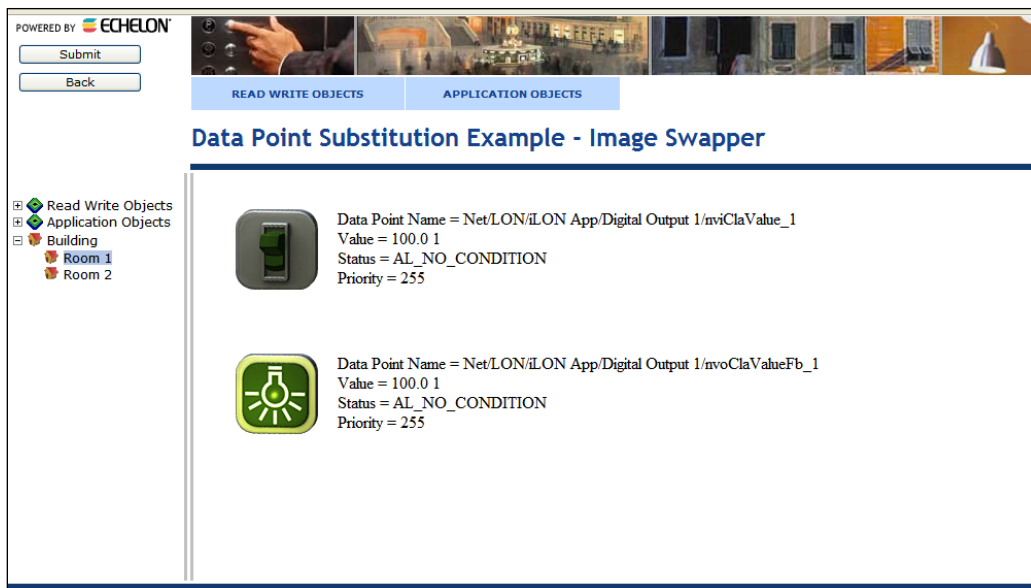 POWERED BY ECHELON
Submit
Back
READ WRITE OBJECTS
APPLICATION OBJECTS
Data Point Substitution Example - Image Swapper
Read Write Objects
Application Objects
Building
Room 1
Room 2
Data Point Name = Net/LON/iLON App/Digital Output 1/nviClaValue_1
Value = 100.0 1
Status = AL_NO_CONDITION
Priority = 255
Data Point Name = Net/LON/iLON App/Digital Output 1/nvoClaValueFb_1
Value = 100.0 1
Status = AL_NO_CONDITION
Priority = 255